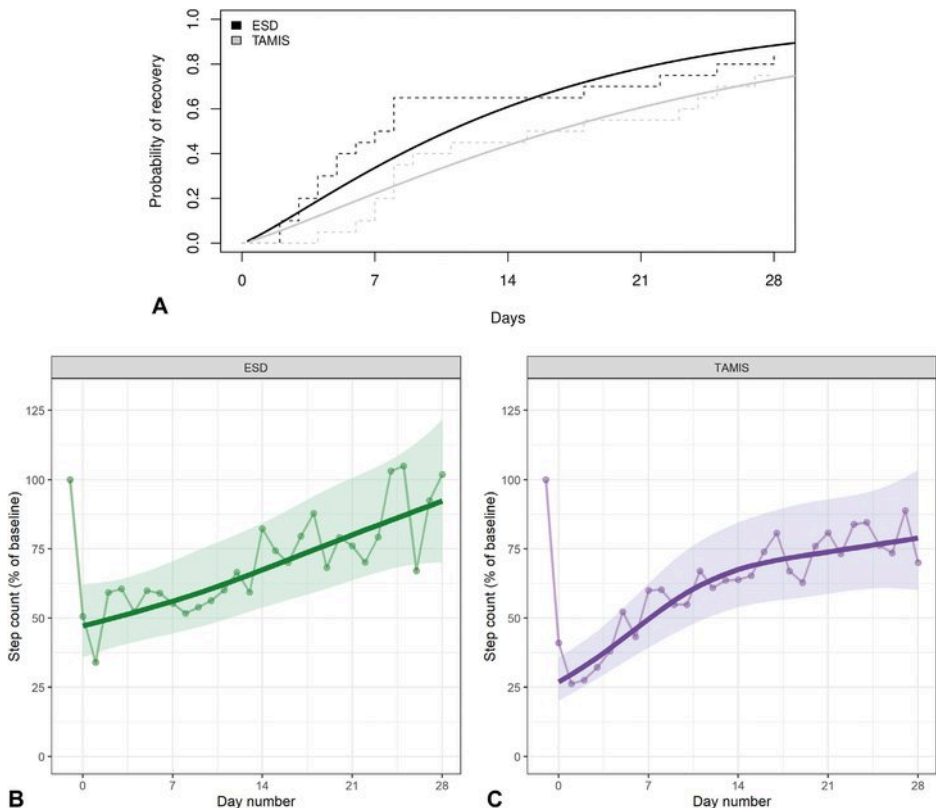 1.0
0.8
0.6
0.4
0.2
0.0
Probability of recovery
ESD
TAMIS
0 7 14 21 28
Days
A
ESD
125
100
75
50
25
0
Step count (% of baseline)
0 7 14 21 28
Day number
B
TAMIS
125
100
75
50
25
0
Step count (% of baseline)
0 7 14 21 28
Day number
C